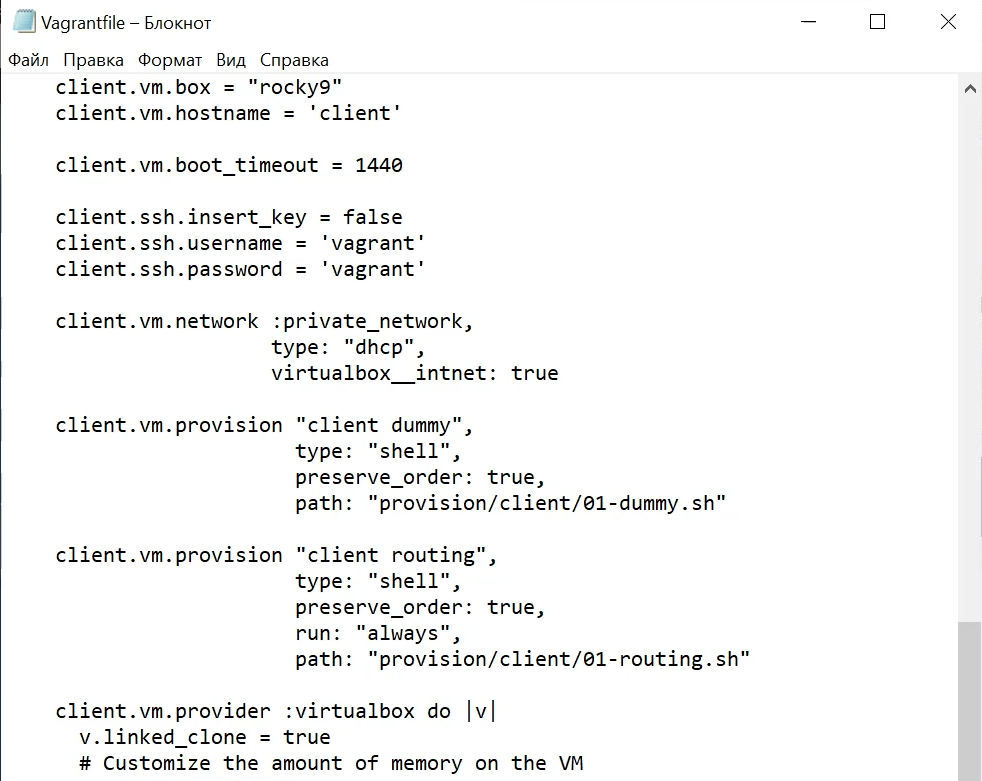 Vagrantfile – Блокнот
Файл Правка Формат Вид Справка
client.vm.box = "rocky9"
client.vm.hostname = 'client'
client.vm.boot_timeout = 1440
client.ssh.insert_key = false
client.ssh.username = 'vagrant'
client.ssh.password = 'vagrant'
client.vm.network :private_network,
type: "dhcp",
virtualbox__intnet: true
client.vm.provision "client dummy",
type: "shell",
preserve_order: true,
path: "provision/client/01-dummy.sh"
client.vm.provision "client routing",
type: "shell",
preserve_order: true,
run: "always",
path: "provision/client/01-routing.sh"
client.vm.provider :virtualbox do |v|
v.linked_clone = true
# Customize the amount of memory on the VM